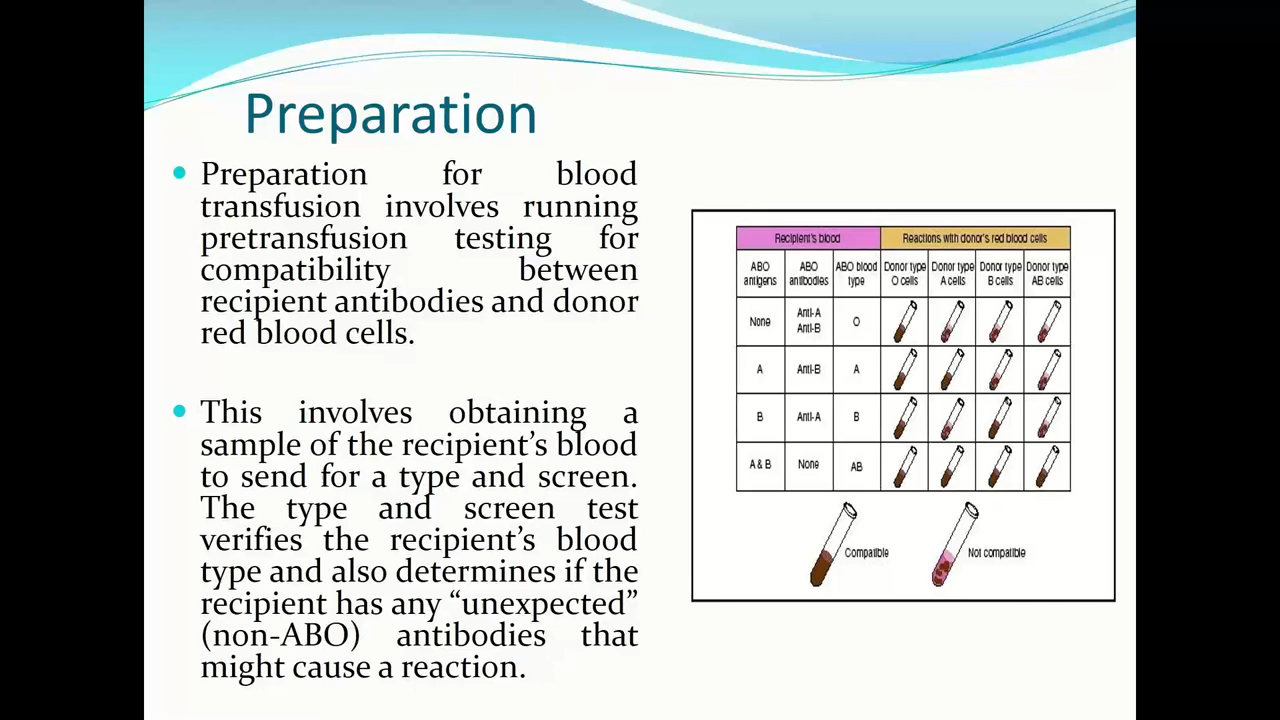 Preparation
• Preparation for blood
transfusion involves running
pretransfusion testing for
compatibility between
recipient antibodies and donor
red blood cells.
• This involves obtaining a
sample of the recipient's blood
to send for a type and screen.
The type and screen test
verifies the recipient's blood
type and also determines if the
recipient has any “unexpected”
(non-ABO) antibodies that
might cause a reaction.
Recipient's blood Reactions with donor's red blood cells
ABO antigens ABO antibodies ABO blood type Donor type O cells Donor type A cells Donor type B cells Donor type AB cells
None Anti-A Anti-B O
A Anti-B A
B Anti-A B
A & B None AB
Compatible Not compatible